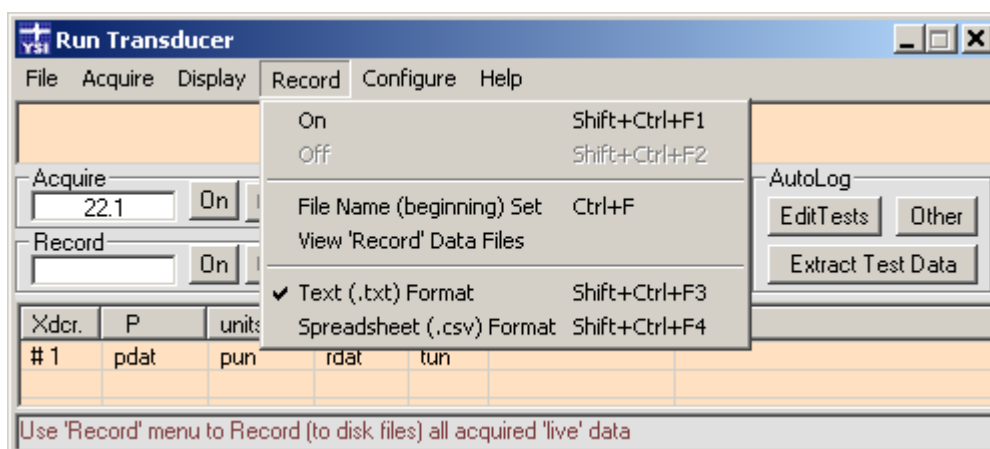 YSI Run Transducer
File Acquire Display Record Configure Help
On Shift+Ctrl+F1
Off Shift+Ctrl+F2
Acquire
22.1 On
File Name (beginning) Set Ctrl+F
View 'Record' Data Files
AutoLog
EditTests Other
Record
On
Extract Test Data
Text (.txt) Format Shift+Ctrl+F3
Spreadsheet (.csv) Format Shift+Ctrl+F4
Xdcr. P units
#1 pdat pun rdat tun
Use 'Record' menu to Record (to disk files) all acquired 'live' data